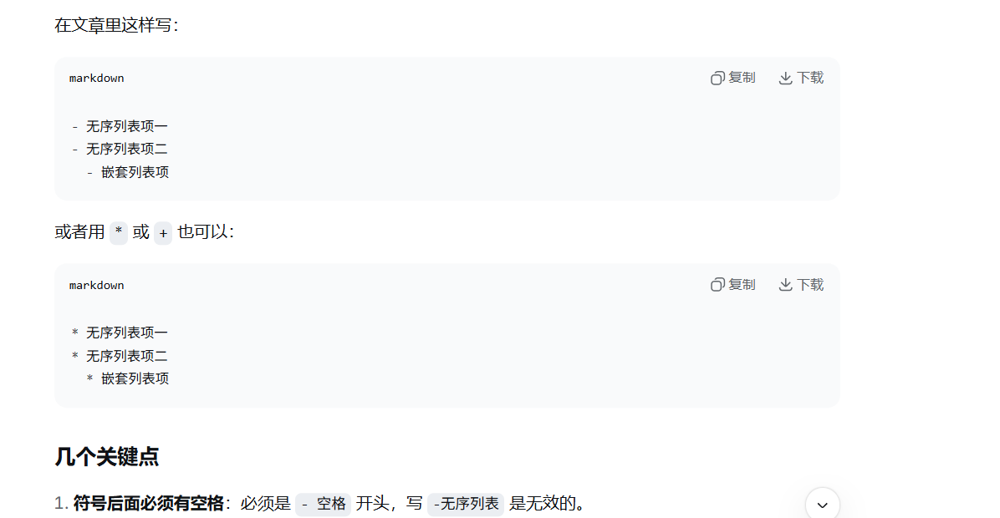 在文章里这样写：
markdown 复制 下载
- 无序列表项一
- 无序列表项二
  - 嵌套列表项
或者用 * 或 + 也可以：
markdown 复制 下载
* 无序列表项一
* 无序列表项二
  * 嵌套列表项
几个关键点
1. 符号后面必须有空格：必须是 - 空格 开头，写 -无序列表 是无效的。